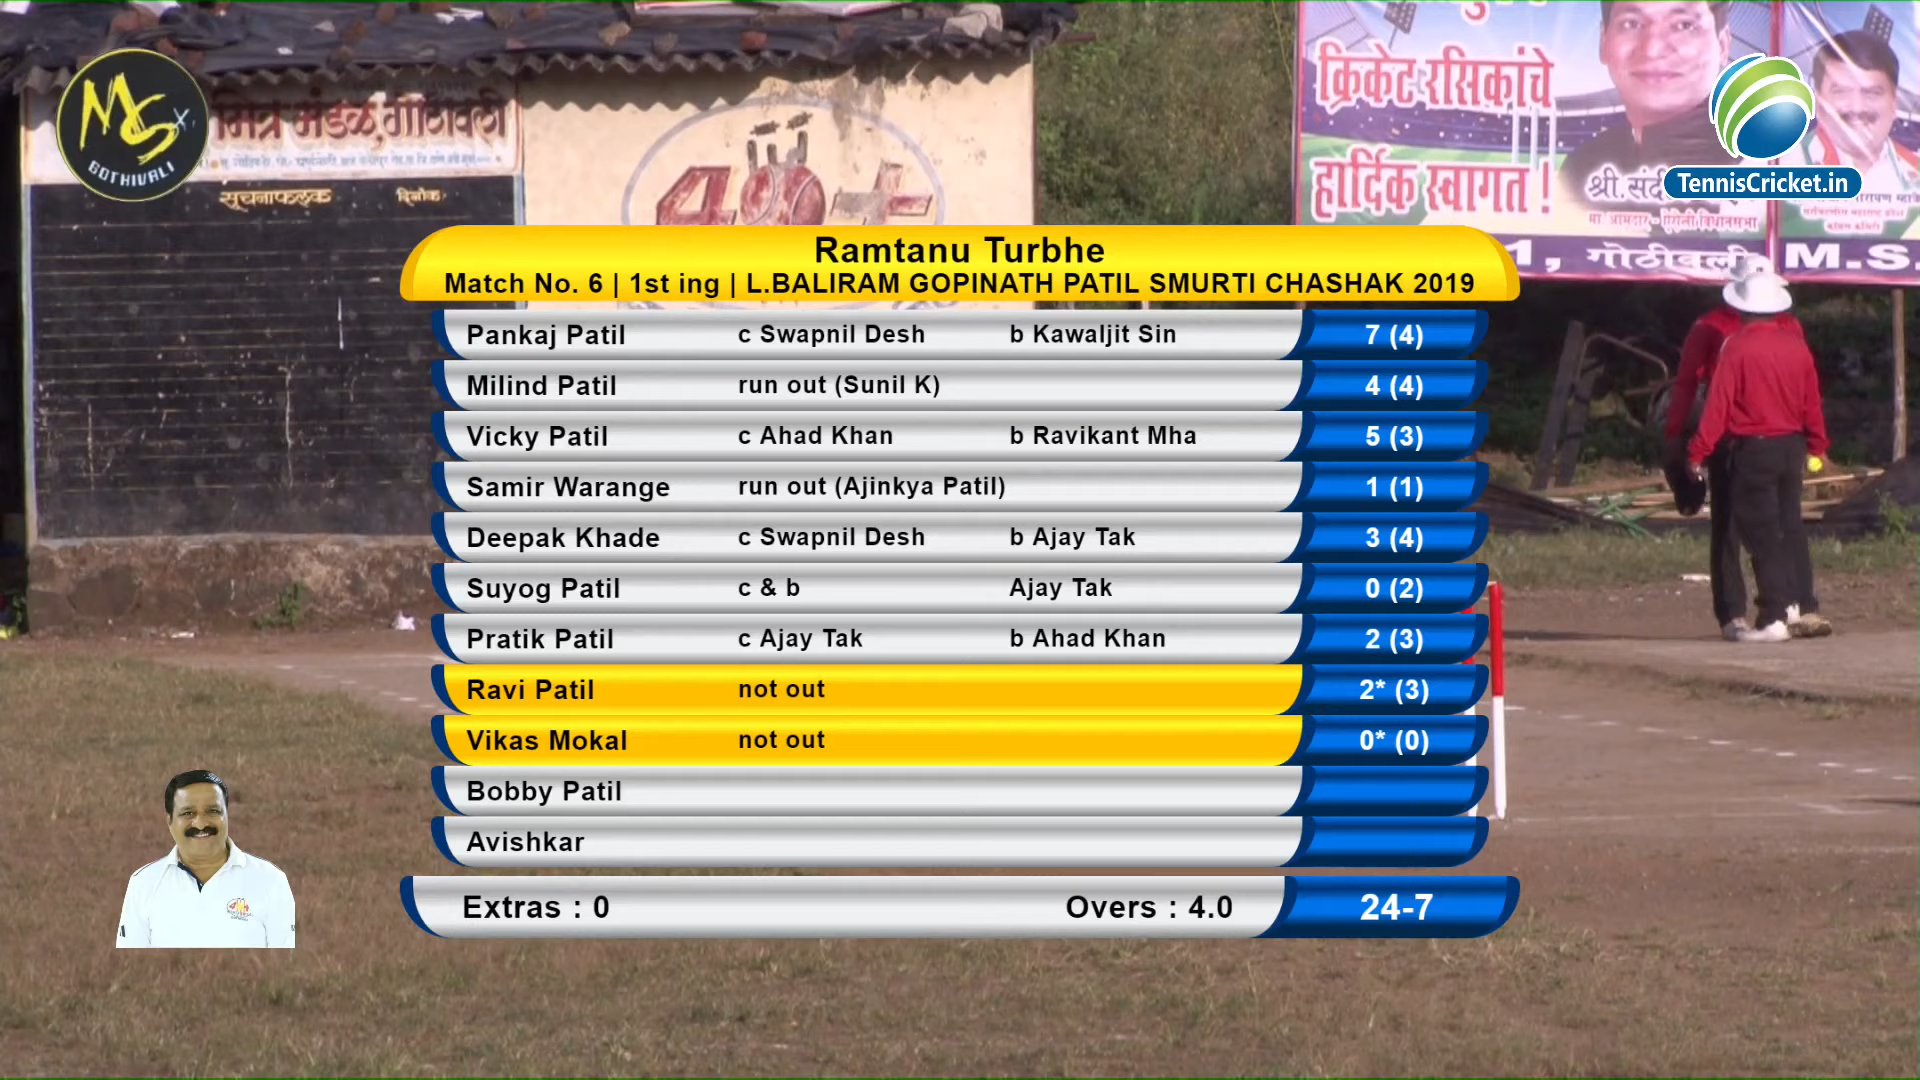 MS
GOTHIVALI
मित्र मंडळ, गोठीवली
सूचनाफलक दिनांक
40+
क्रिकेट रसिकांचे
हार्दिक स्वागत !
श्री. संदीप
TennisCricket.in
1, गोठीवली M.S.
Ramtanu Turbhe
Match No. 6 | 1st ing | L.BALIRAM GOPINATH PATIL SMURTI CHASHAK 2019
Pankaj Patil c Swapnil Desh b Kawaljit Sin 7 (4)
Milind Patil run out (Sunil K) 4 (4)
Vicky Patil c Ahad Khan b Ravikant Mha 5 (3)
Samir Warange run out (Ajinkya Patil) 1 (1)
Deepak Khade c Swapnil Desh b Ajay Tak 3 (4)
Suyog Patil c & b Ajay Tak 0 (2)
Pratik Patil c Ajay Tak b Ahad Khan 2 (3)
Ravi Patil not out 2* (3)
Vikas Mokal not out 0* (0)
Bobby Patil
Avishkar
Extras : 0 Overs : 4.0 24-7